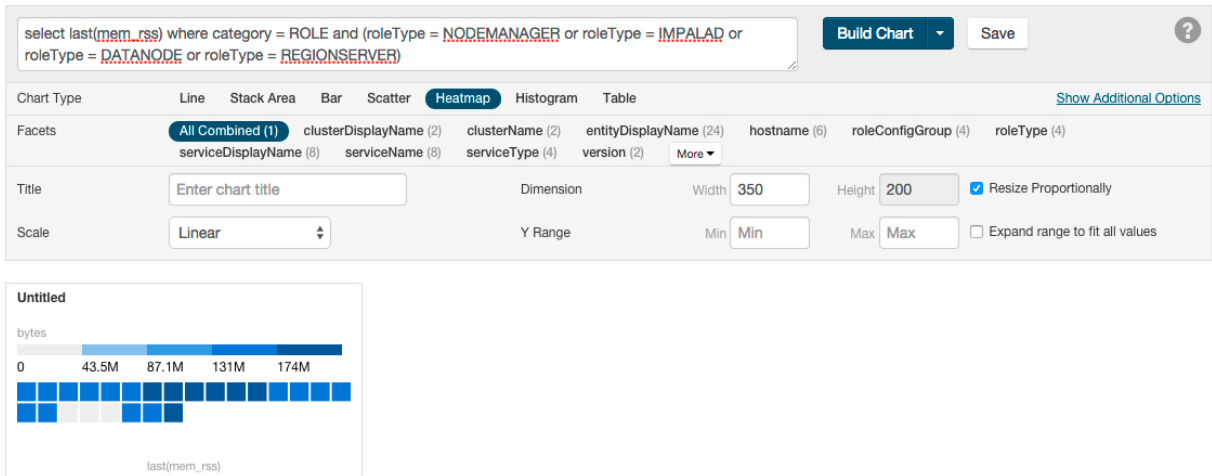 select last(mem_rss) where category = ROLE and (roleType = NODEMANAGER or roleType = IMPALAD or
roleType = DATANODE or roleType = REGIONSERVER)
Build Chart
Save
?
Chart Type
Line Stack Area Bar Scatter Heatmap Histogram Table
Show Additional Options
Facets
All Combined (1) clusterDisplayName (2) clusterName (2) entityDisplayName (24) hostname (6) roleConfigGroup (4) roleType (4)
serviceDisplayName (8) serviceName (8) serviceType (4) version (2) More
Title Enter chart title Dimension Width 350 Height 200 Resize Proportionally
Scale Linear Y Range Min Min Max Max Expand range to fit all values
Untitled
bytes
0 43.5M 87.1M 131M 174M
last(mem_rss)